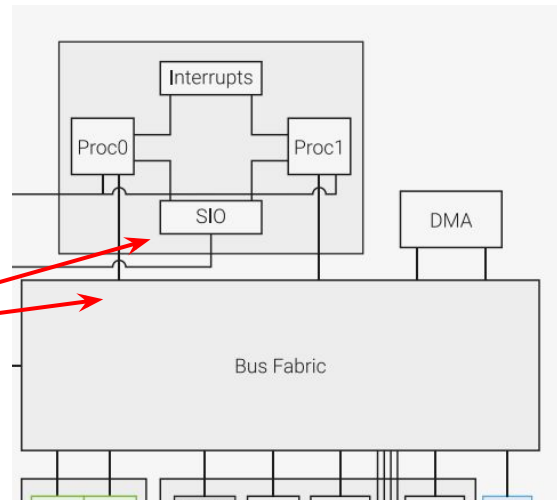 Interrupts
Proc0
Proc1
SIO
DMA
Bus Fabric